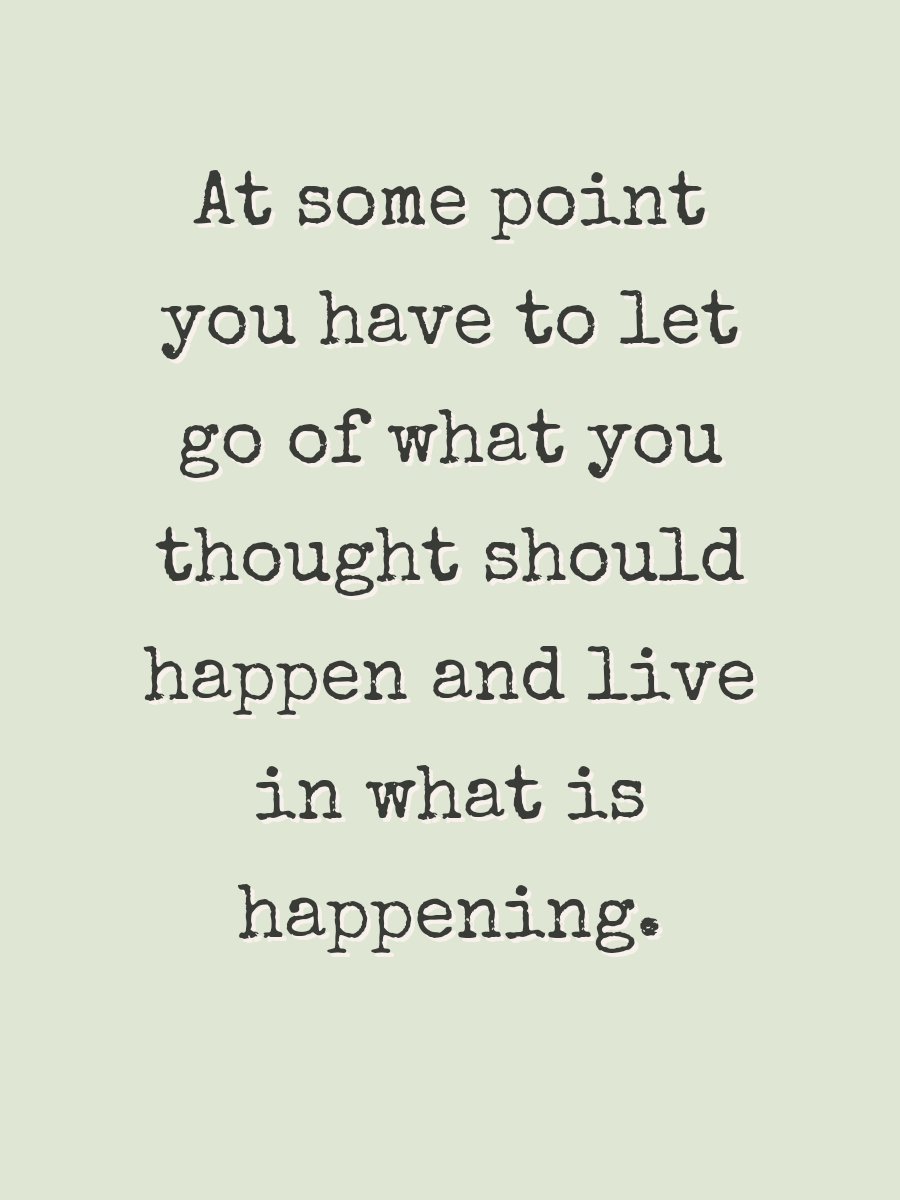 At some point
you have to let
go of what you
thought should
happen and live
in what is
happening.